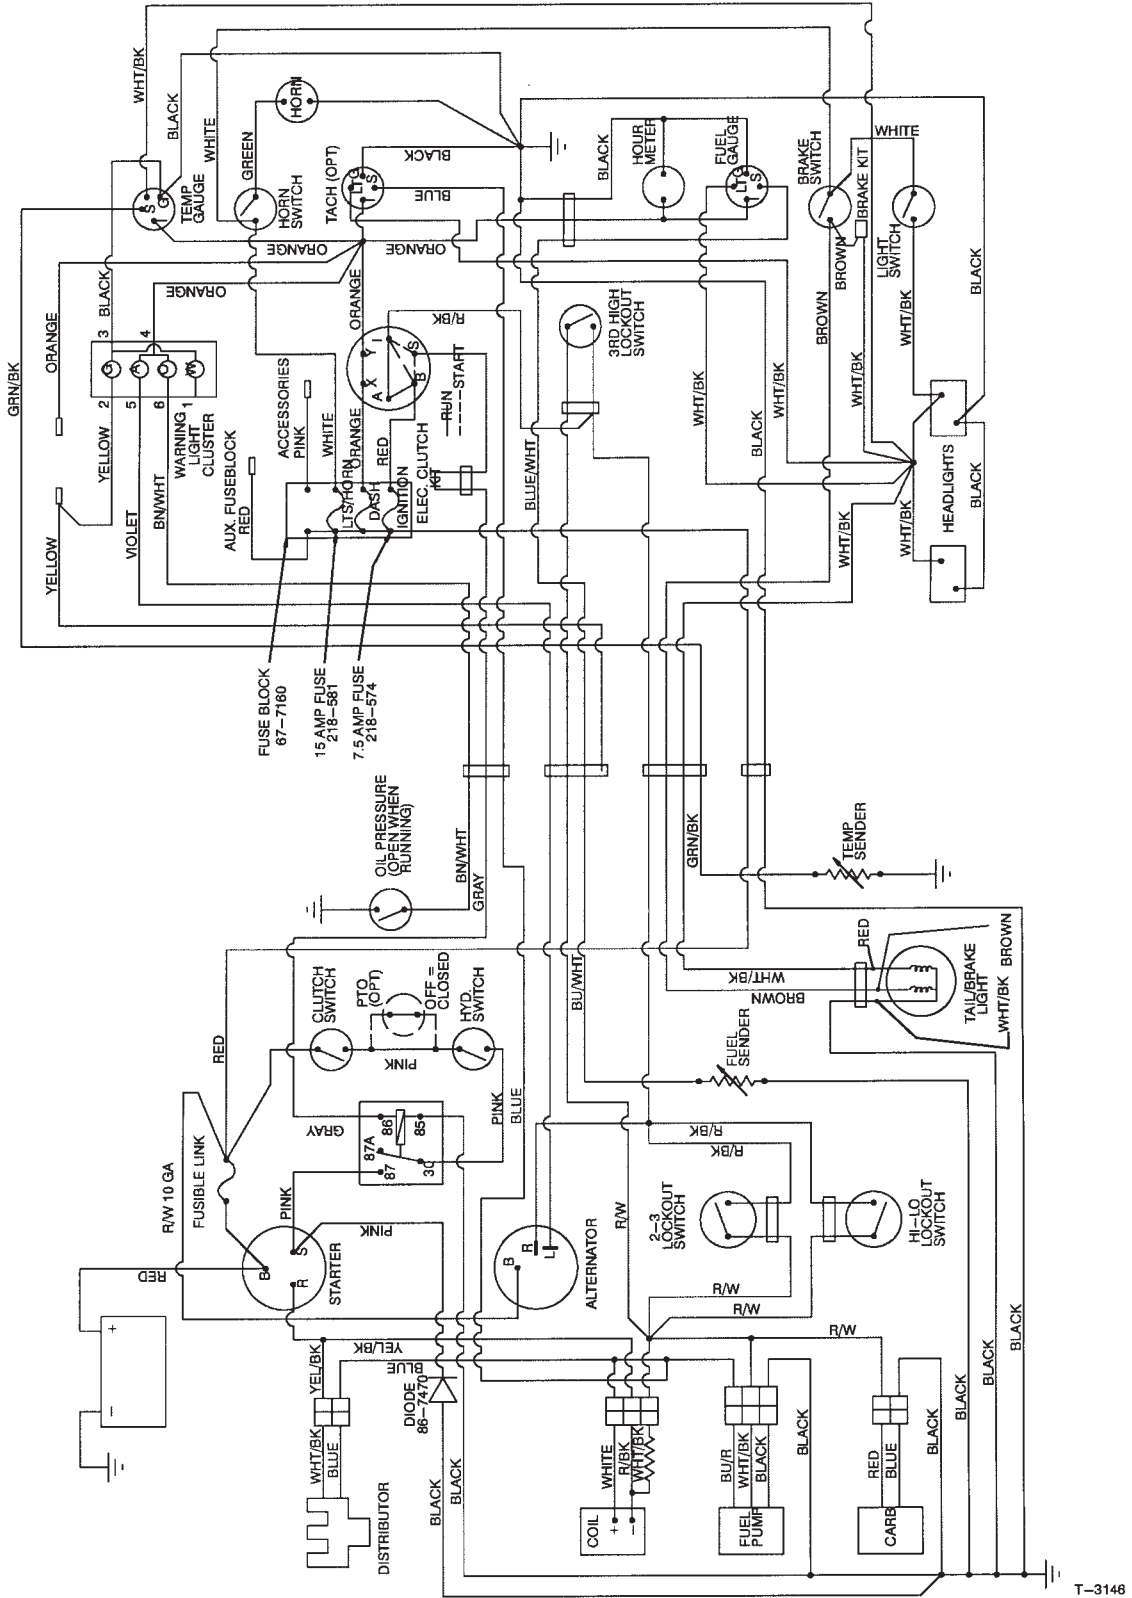 WHT/BK
BLACK
WHITE
GREEN
HORN
S
G
I
TEMP
GAUGE
HORN
SWITCH
TACH (OPT)
LTG
S
I
BLACK
BLUE
BLACK
HOUR
METER
FUEL
GAUGE
LTG
S
I
BRAKE
SWITCH
WHITE
BRAKE KIT
LIGHT
SWITCH
BROWN
BROWN
BLACK
ORANGE
ORANGE
ORANGE
BLACK
ORANGE
ORANGE
R/BK
3RD HIGH
LOCKOUT
SWITCH
WHT/BK
WHT/BK
WHT/BK
WHT/BK
BLACK
GRN/BK
3
4
G
A
O
W
2
5
6
1
YELLOW
VIOLET
BN/WHT
WARNING
LIGHT
CLUSTER
Y
I
X
S
A
B
RUN
START
ACCESSORIES
PINK
WHITE
ORANGE
RED
AUX. FUSEBLOCK
RED
LTS/HORN
DASH
IGNITION
ELEC. CLUTCH
KIT
BLUE/WHT
WHT/BK
WHT/BK
HEADLIGHTS
BLACK
YELLOW
FUSE BLOCK
67-7160
15 AMP FUSE
218-581
7.5 AMP FUSE
218-574
OIL PRESSURE
(OPEN WHEN
RUNNING)
BN/WHT
GRAY
GRN/BK
TEMP
SENDER
RED
BROWN
WHT/BK
BROWN
TAIL/BRAKE
LIGHT
WHT/BK
RED
CLUTCH
SWITCH
PTO
(OPT)
OFF =
CLOSED
HYD.
SWITCH
PINK
BU/WHT
FUEL
SENDER
GRAY
87A
86
85
87
30
PINK
BLUE
R/BK
R/BK
R/W 10 GA
FUSIBLE LINK
PINK
PINK
RED
B
S
R
STARTER
B
R
L
ALTERNATOR
R/W
2-3
LOCKOUT
SWITCH
HI-LO
LOCKOUT
SWITCH
R/W
R/W
R/W
BLACK
BLACK
BLACK
+
−
YEL/BK
YEL/BK
BLUE
WHT/BK
BLUE
DIODE
86-7470
DISTRIBUTOR
BLACK
BLACK
WHITE
R/BK
WHT/BK
COIL
+
−
BU/R
WHT/BK
BLACK
FUEL
PUMP
BLACK
RED
BLUE
CARB
BLACK
T-3146